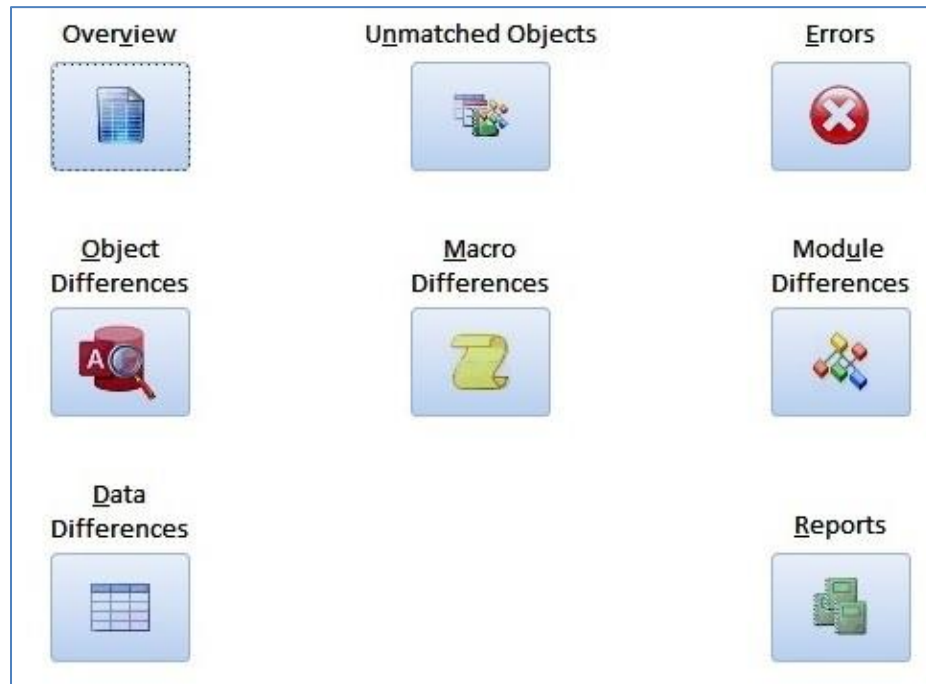 Overview
Unmatched Objects
Errors
Object
Differences
Macro
Differences
Module
Differences
A
Data
Differences
Reports